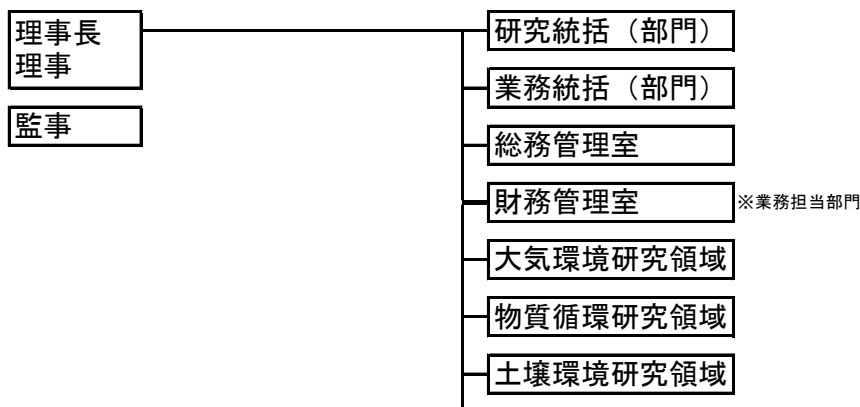 理事長
理事
監事
研究統括（部門）
業務統括（部門）
総務管理室
財務管理室
※業務担当部門
大気環境研究領域
物質循環研究領域
土壌環境研究領域